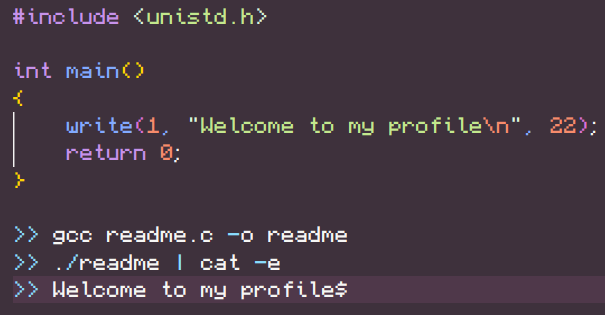 #include <unistd.h>
int main()
{
write(1, "Welcome to my profile\n", 22);
return 0;
}
>> gcc readme.c -o readme
>> ./readme | cat -e
>> Welcome to my profile$